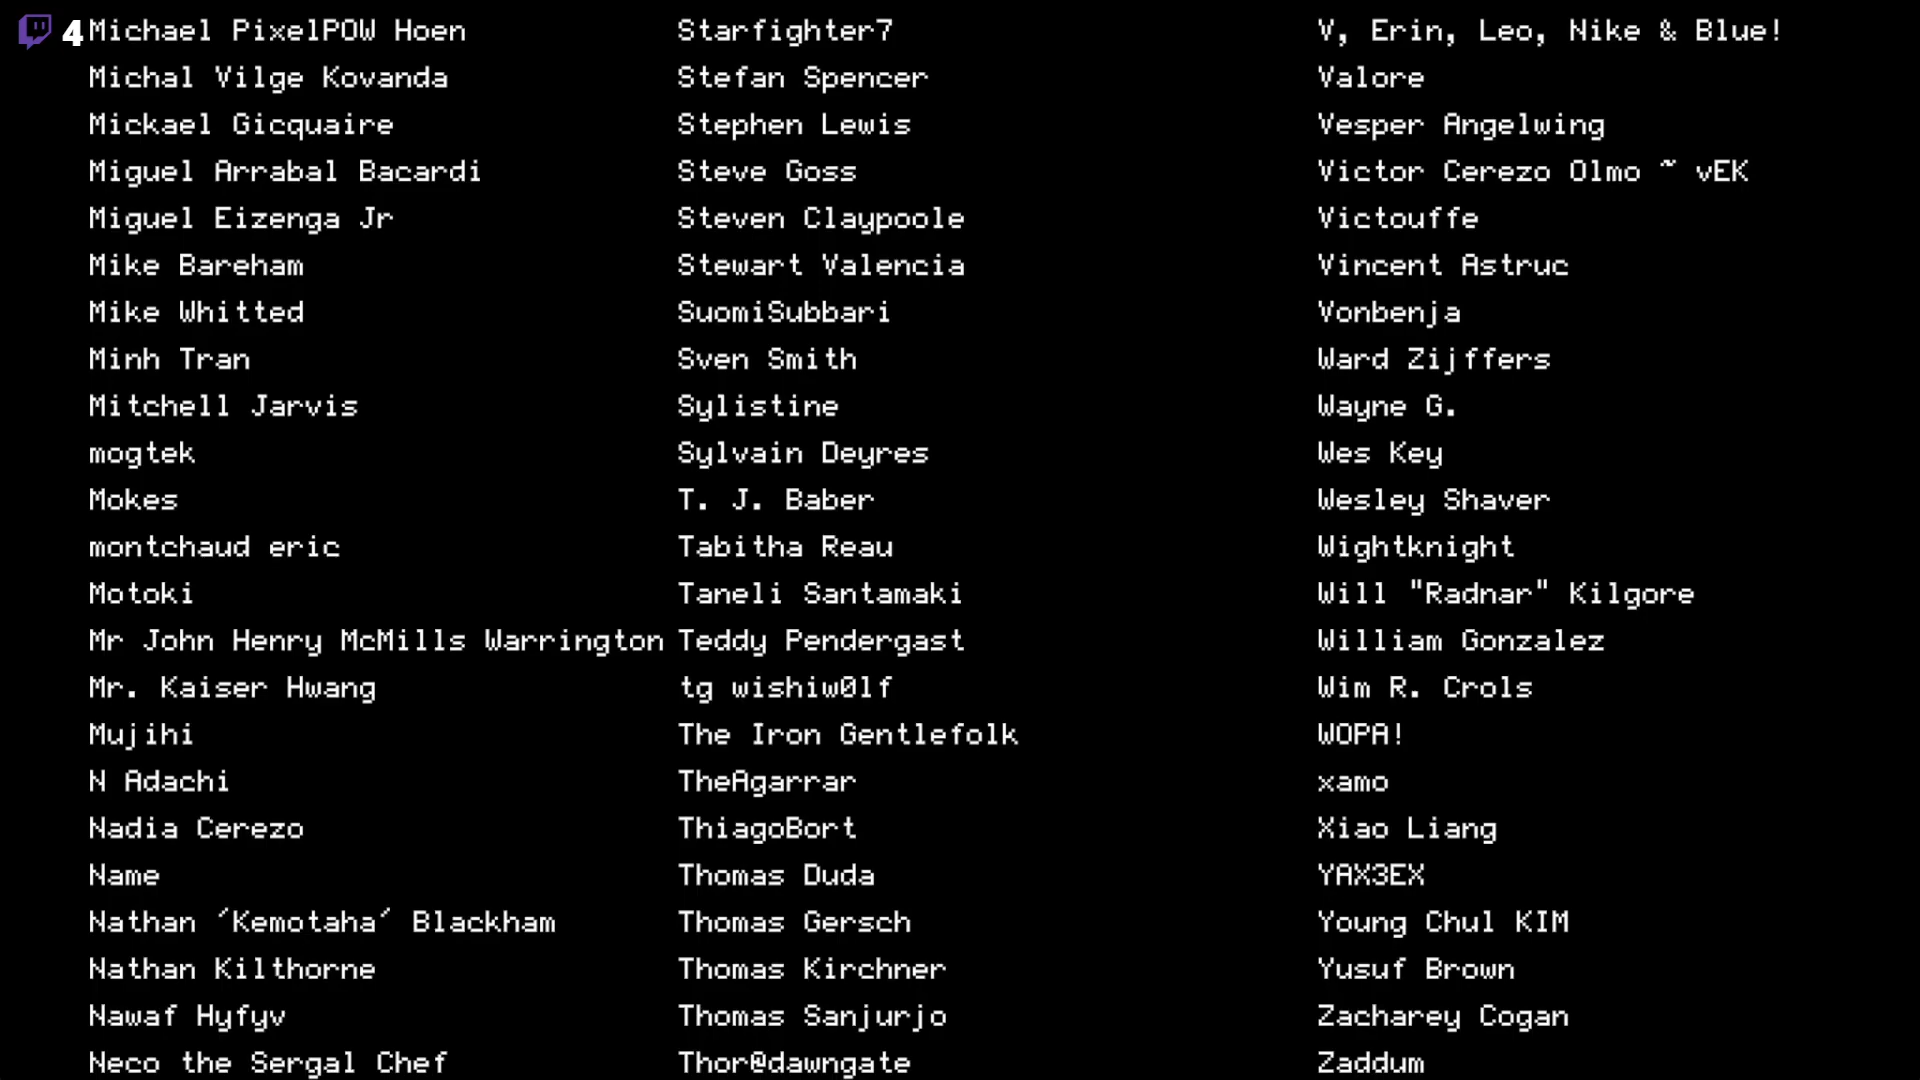 4
Michael PixelPOW Hoen
Michal Vilge Kovanda
Mickael Gicquaire
Miguel Arrabal Bacardi
Miguel Eizenga Jr
Mike Bareham
Mike Whitted
Minh Tran
Mitchell Jarvis
mogtek
Mokes
montchaud eric
Motoki
Mr John Henry McMills Warrington
Mr. Kaiser Hwang
Mujihi
N Adachi
Nadia Cerezo
Name
Nathan ´Kemotaha´ Blackham
Nathan Kilthorne
Nawaf Hyfyv
Neco the Sergal Chef
Starfighter7
Stefan Spencer
Stephen Lewis
Steve Goss
Steven Claypoole
Stewart Valencia
SuomiSubbari
Sven Smith
Sylistine
Sylvain Deyres
T. J. Baber
Tabitha Reau
Taneli Santamaki
Teddy Pendergast
tg wishiw0lf
The Iron Gentlefolk
TheAgarrar
ThiagoBort
Thomas Duda
Thomas Gersch
Thomas Kirchner
Thomas Sanjurjo
Thor@dawngate
V, Erin, Leo, Nike & Blue!
Valore
Vesper Angelwing
Victor Cerezo Olmo ~ vEK
Victouffe
Vincent Astruc
Vonbenja
Ward Zijffers
Wayne G.
Wes Key
Wesley Shaver
Wightknight
Will "Radnar" Kilgore
William Gonzalez
Wim R. Crols
WOPA!
xamo
Xiao Liang
YAX3EX
Young Chul KIM
Yusuf Brown
Zacharey Cogan
Zaddum